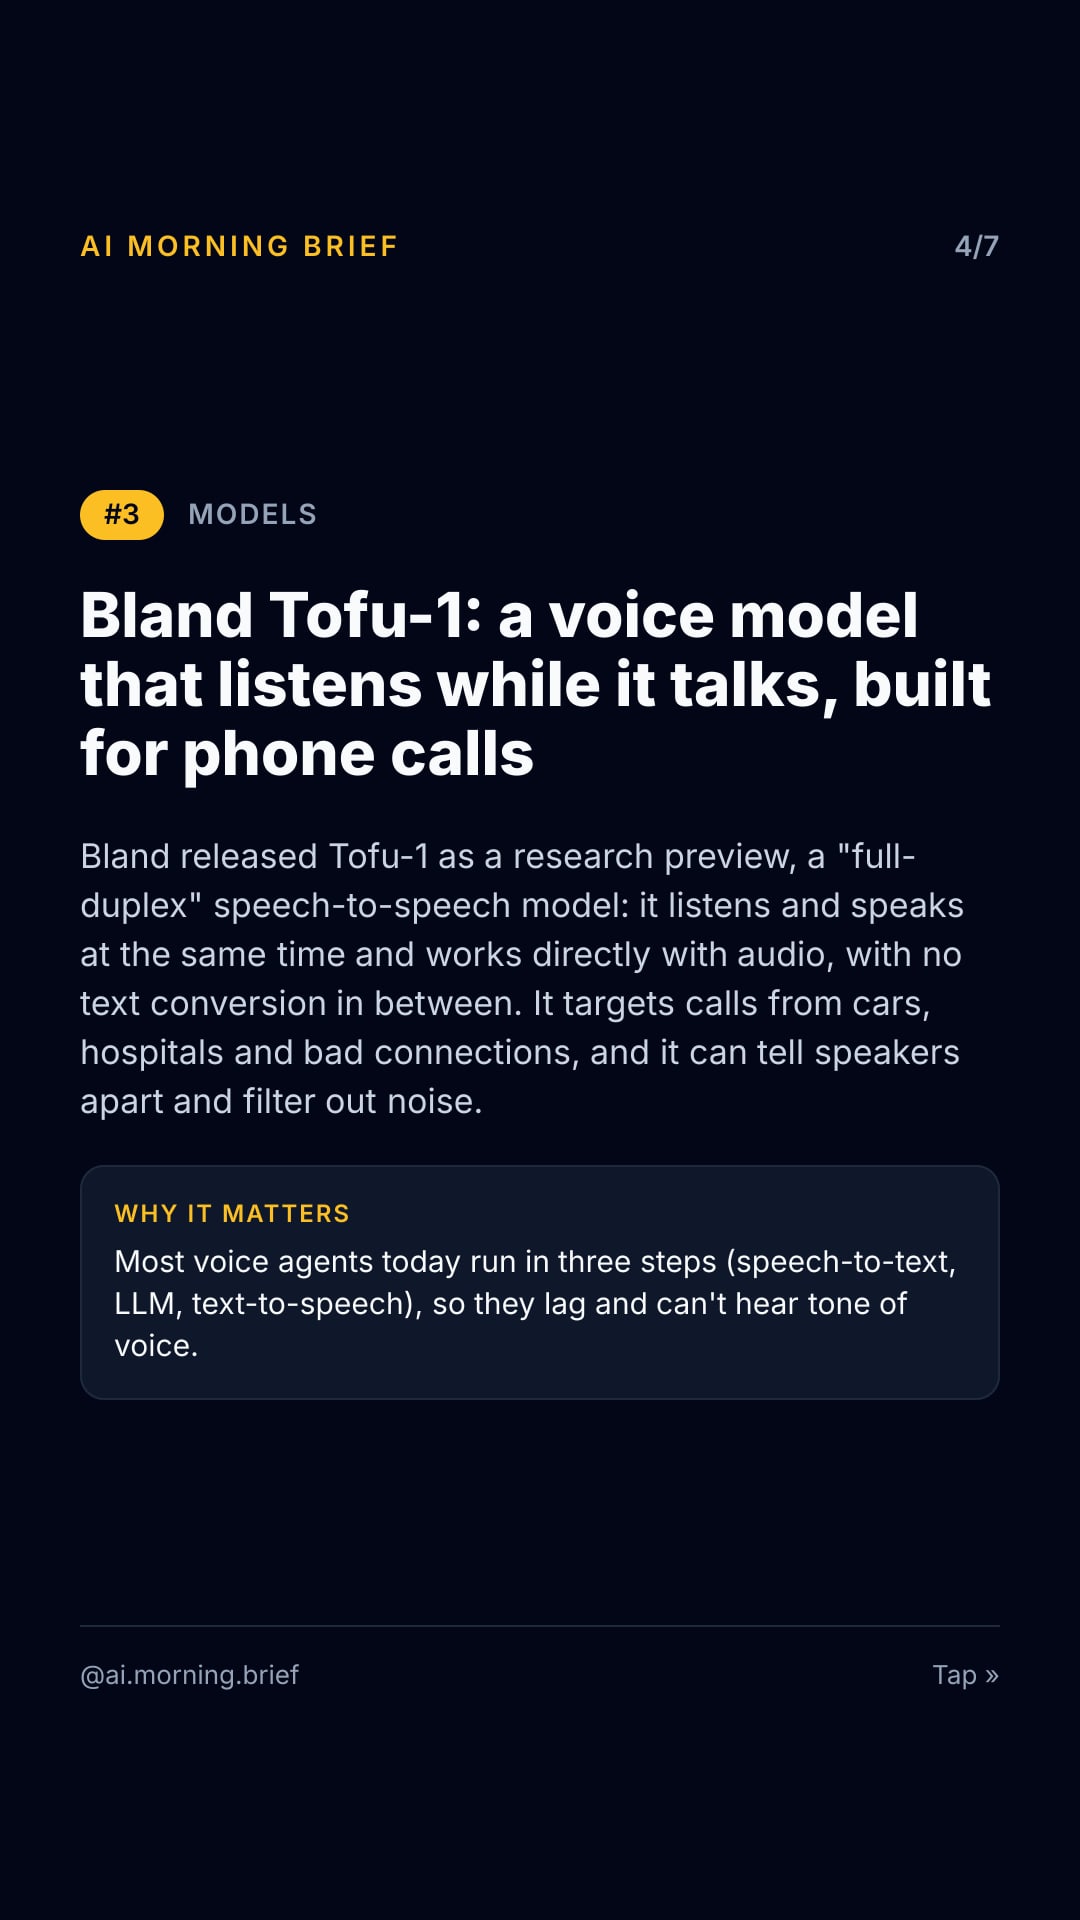 AI MORNING BRIEF
4/7
#3 MODELS
Bland Tofu-1: a voice model
that listens while it talks, built
for phone calls
Bland released Tofu-1 as a research preview, a "full-
duplex" speech-to-speech model: it listens and speaks
at the same time and works directly with audio, with no
text conversion in between. It targets calls from cars,
hospitals and bad connections, and it can tell speakers
apart and filter out noise.
WHY IT MATTERS
Most voice agents today run in three steps (speech-to-text,
LLM, text-to-speech), so they lag and can't hear tone of
voice.
@ai.morning.brief
Tap »